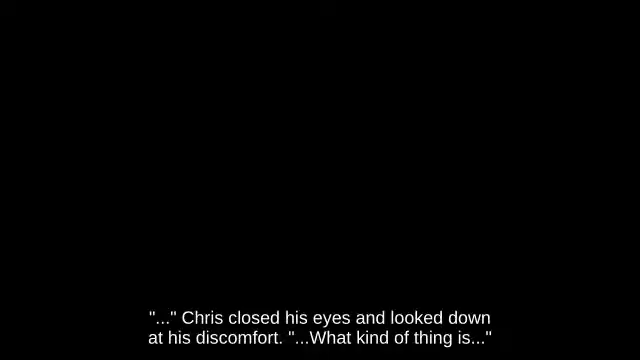 "..." Chris closed his eyes and looked down
at his discomfort. "...What kind of thing is..."